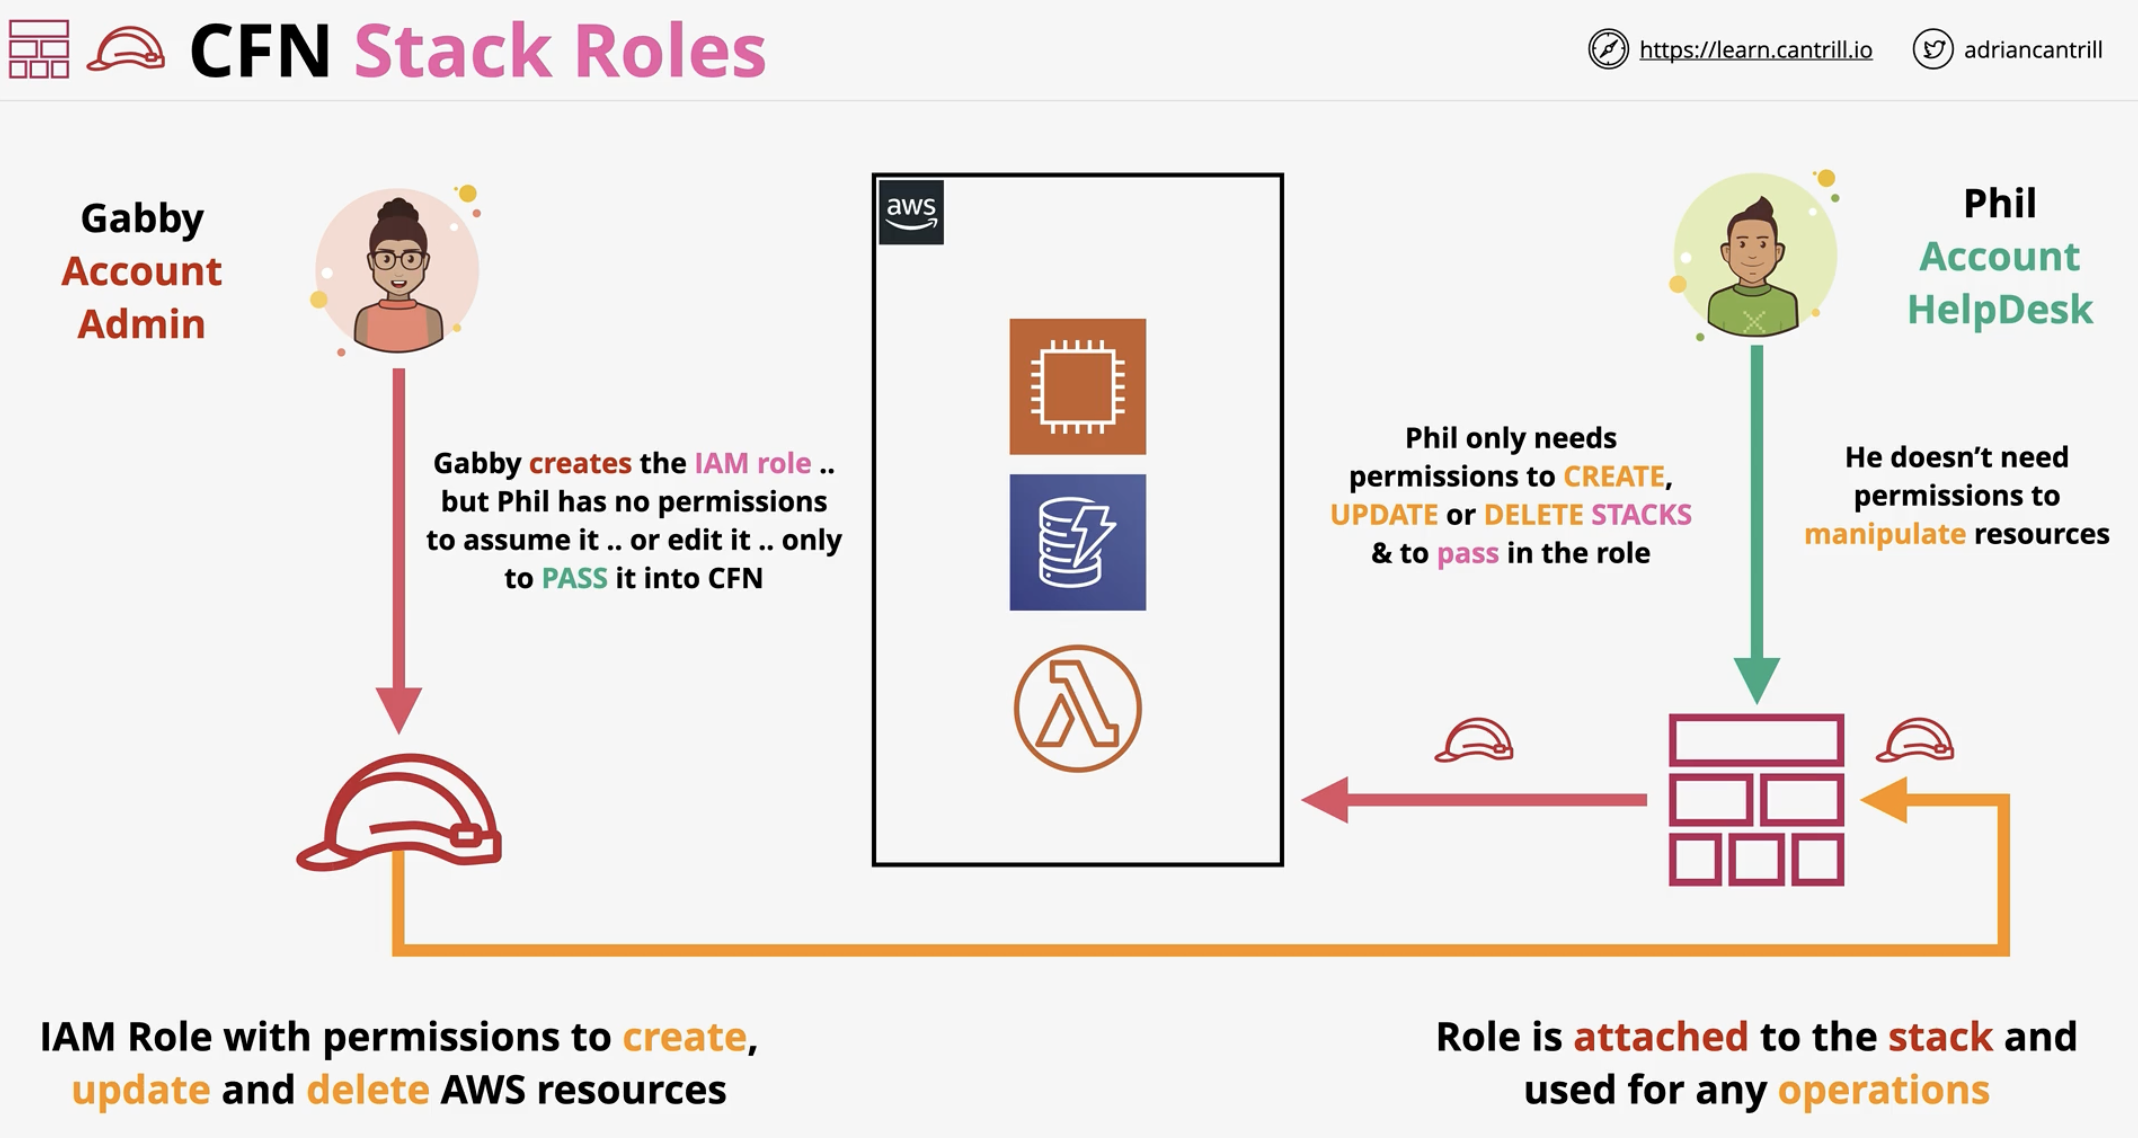 CFN Stack Roles
https://learn.cantrill.io
adriancantrill
Gabby
Account
Admin
aws
Phil
Account
HelpDesk
Gabby creates the IAM role ..
but Phil has no permissions
to assume it .. or edit it .. only
to PASS it into CFN
Phil only needs
permissions to CREATE,
UPDATE or DELETE STACKS
& to pass in the role
He doesn’t need
permissions to
manipulate resources
IAM Role with permissions to create,
update and delete AWS resources
Role is attached to the stack and
used for any operations